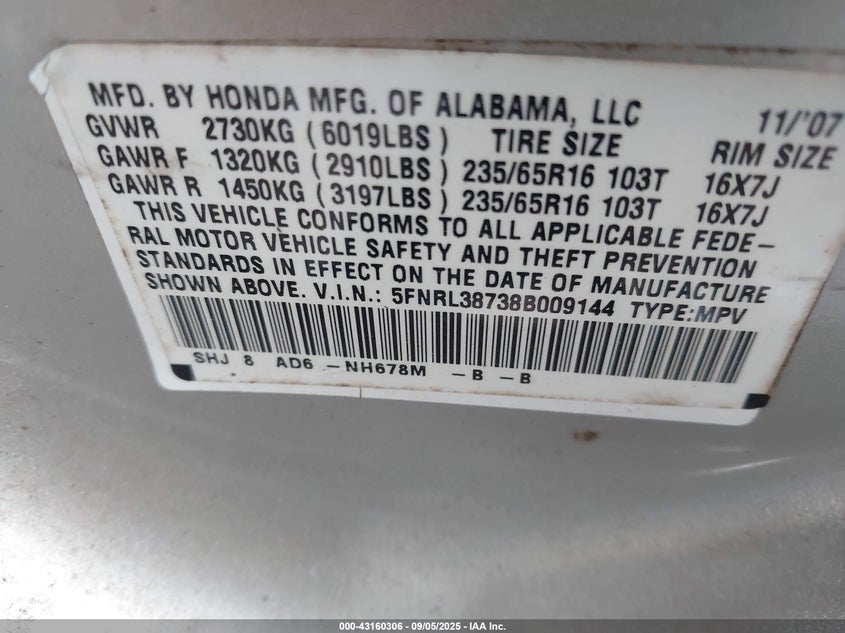 MFD. BY HONDA MFG. OF ALABAMA, LLC 11/'07
GVWR 2730KG (6019LBS) TIRE SIZE RIM SIZE
GAWR F 1320KG (2910LBS) 235/65R16 103T 16X7J
GAWR R 1450KG (3197LBS) 235/65R16 103T 16X7J
THIS VEHICLE CONFORMS TO ALL APPLICABLE FEDE-
RAL MOTOR VEHICLE SAFETY AND THEFT PREVENTION
STANDARDS IN EFFECT ON THE DATE OF MANUFACTURE
SHOWN ABOVE. V.I.N.: 5FNRL38738B009144 TYPE:MPV
SHJ 8 AD6 -NH678M -B -B
000-43160306 - 09/05/2025 - IAA Inc.